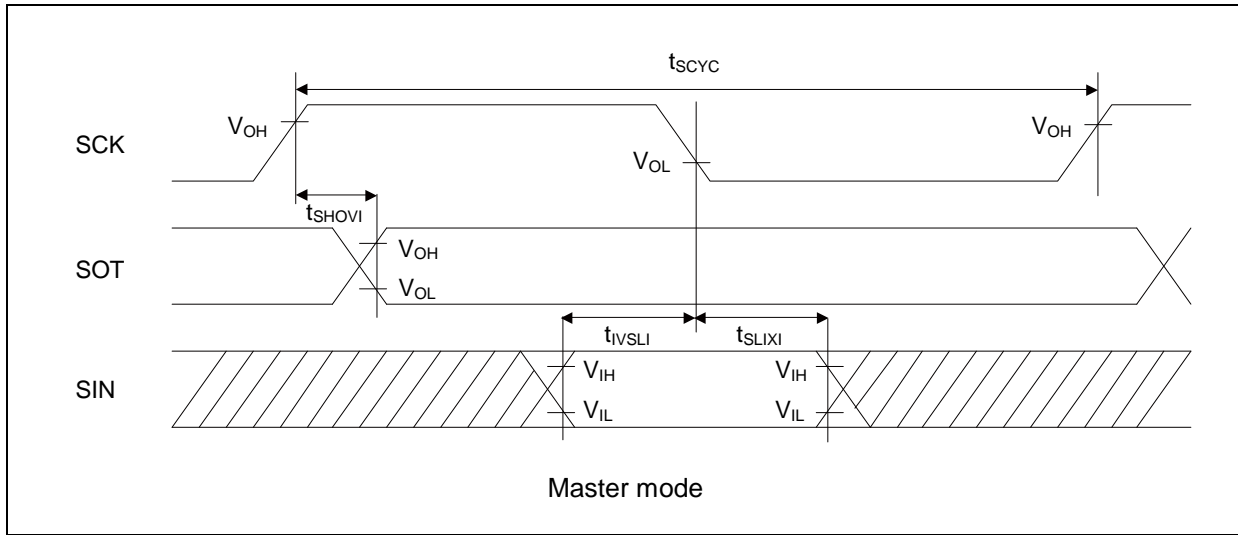 tSCYC
VOH
VOH
SCK
VOL
tSHOVI
VOH
SOT
VOL
tIVSLI
tSLIXI
VIH
VIH
SIN
VIL
VIL
Master mode